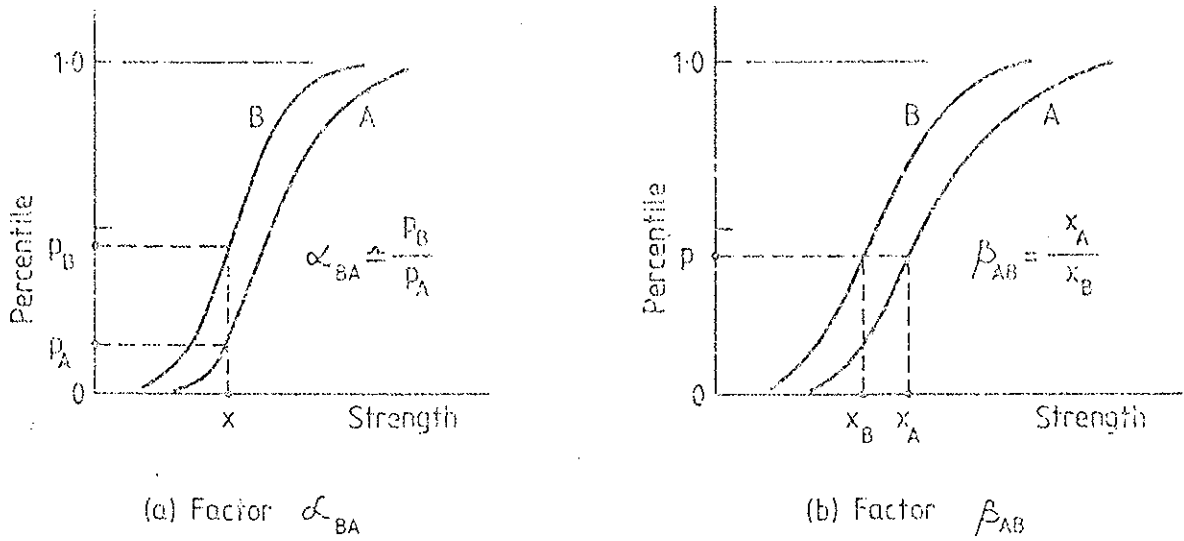 1·0
B
A
Percentile
P_B
α_BA ≙ P_B / P_A
P_A
0
x
Strength
(a) Factor α_BA
1·0
B
A
Percentile
P
β_AB = x_A / x_B
0
x_B
x_A
Strength
(b) Factor β_AB